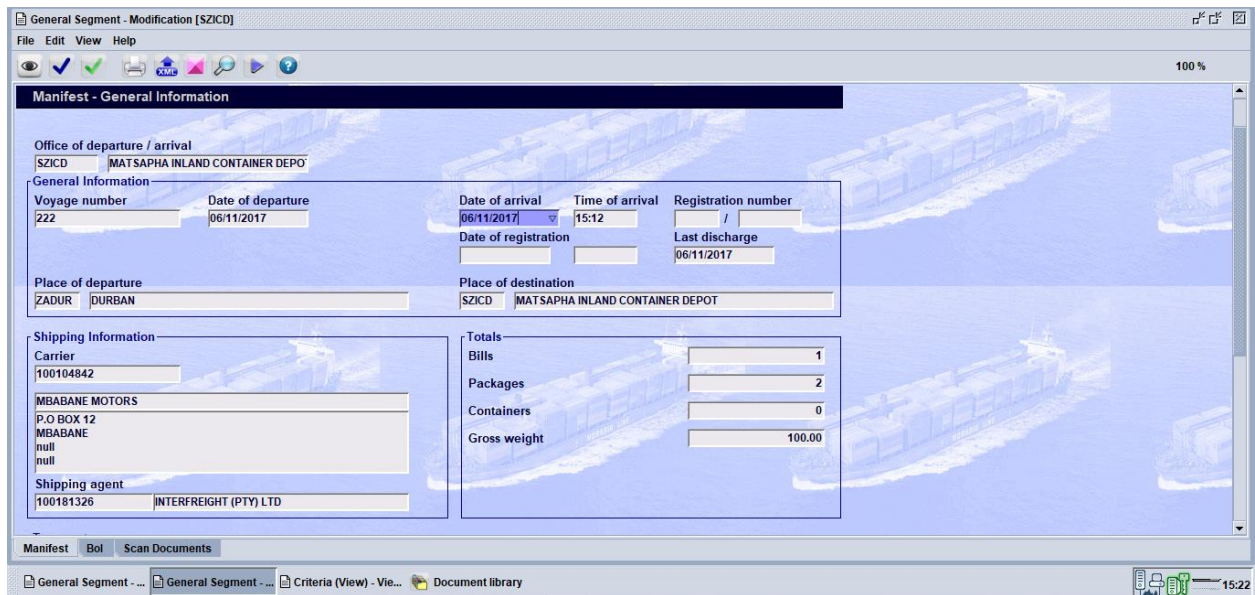 General Segment - Modification [SZICD]
File Edit View Help
XML
100 %
Manifest - General Information
Office of departure / arrival
SZICD MATSAPHA INLAND CONTAINER DEPO
General Information
Voyage number Date of departure Date of arrival Time of arrival Registration number
222 06/11/2017 06/11/2017 15:12 /
Date of registration Last discharge
06/11/2017
Place of departure Place of destination
ZADUR DURBAN SZICD MATSAPHA INLAND CONTAINER DEPOT
Shipping Information Totals
Carrier Bills 1
100104842
Packages 2
MBABANE MOTORS
P.O BOX 12 Containers 0
MBABANE
null Gross weight 100.00
null
Shipping agent
100181326 INTERFREIGHT (PTY) LTD
Manifest Bol Scan Documents
General Segment - ... General Segment - ... Criteria (View) - Vie... Document library
15:22